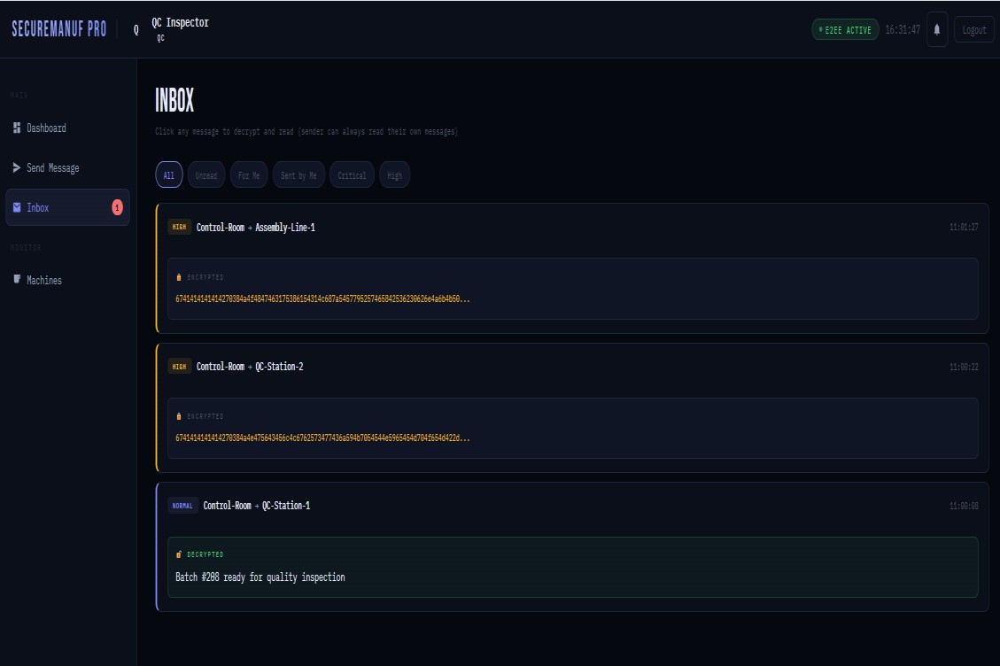 SECUREMANUF PRO
Q
QC Inspector
QC
E2EE ACTIVE
16:31:47
Logout
MAIN
Dashboard
Send Message
Inbox
1
MONITOR
Machines
INBOX
Click any message to decrypt and read (sender can always read their own messages)
All
Unread
For Me
Sent by Me
Critical
High
HIGH
Control-Room → Assembly-Line-1
11:01:27
ENCRYPTED
HIGH
Control-Room → QC-Station-2
11:00:22
ENCRYPTED
NORMAL
Control-Room → QC-Station-1
11:00:08
DECRYPTED
Batch #208 ready for quality inspection